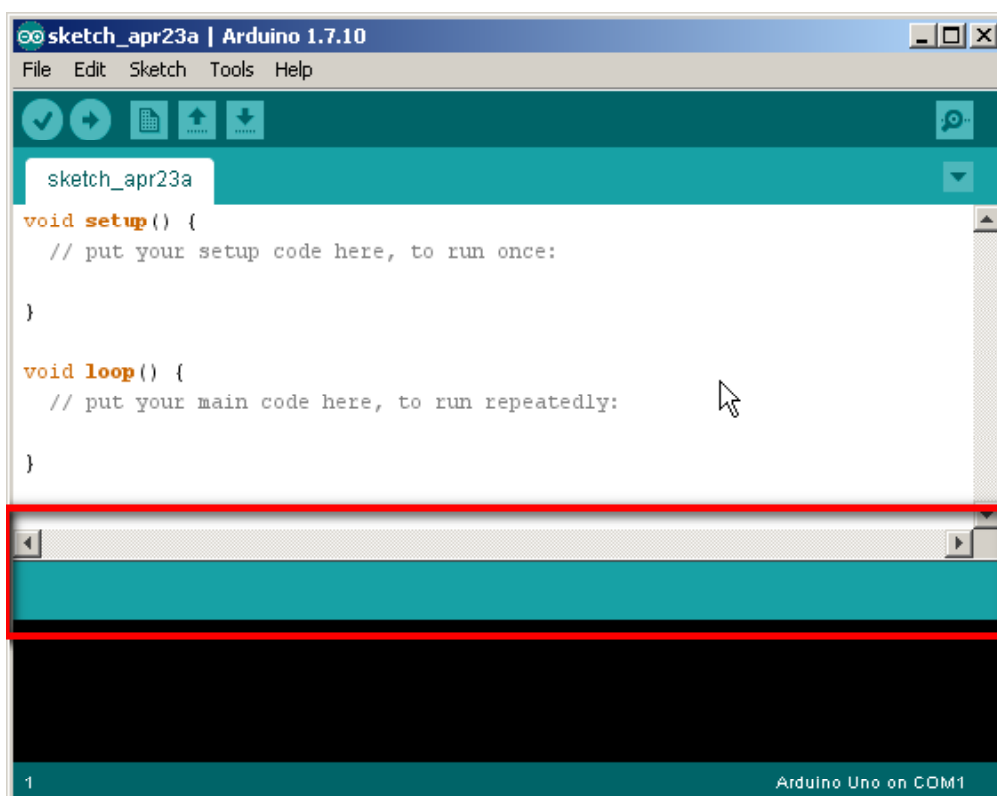 sketch_apr23a | Arduino 1.7.10
File Edit Sketch Tools Help
sketch_apr23a
void setup() {
// put your setup code here, to run once:
}
void loop() {
// put your main code here, to run repeatedly:
}
1 Arduino Uno on COM1